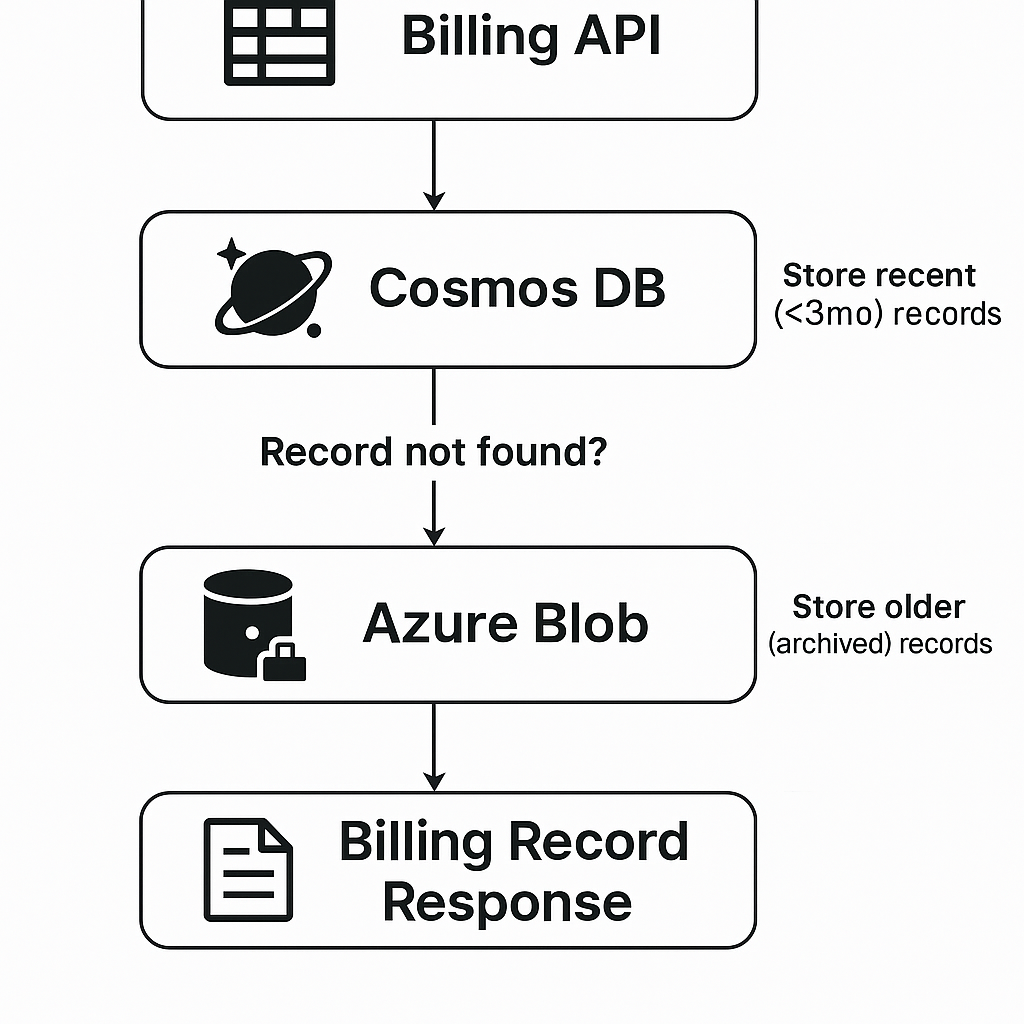 Billing API
Cosmos DB
Store recent
(<3mo) records
Record not found?
Azure Blob
Store older
(archived) records
Billing Record
Response